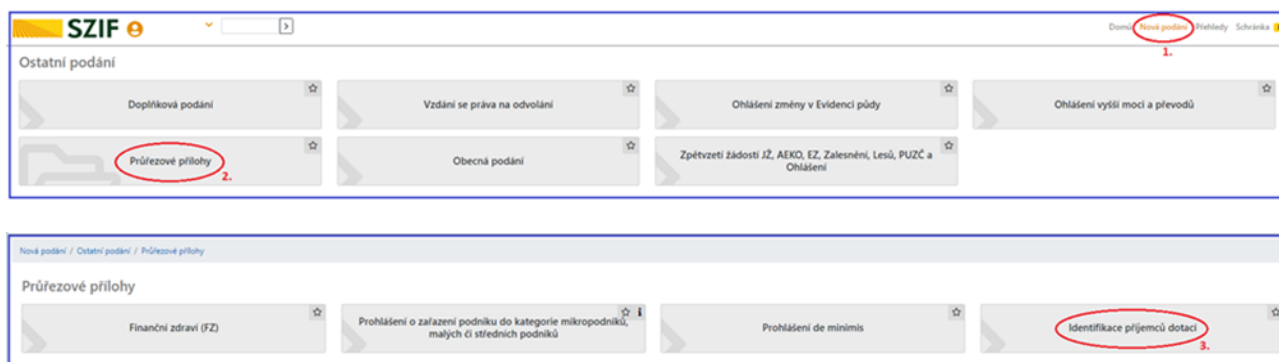 SZIF
Domů Nová podání Přehledy Schránka
1.
Ostatní podání
Doplňková podání
Vzdání se práva na odvolání
Ohlášení změny v Evidenci půdy
Ohlášení vyšší moci a převodů
Průřezové přílohy
2.
Obecná podání
Zpětvzetí žádostí JŽ, AEKO, EZ, Zalesnění, Lesů, PUZČ a
Ohlášení
Nová podání / Ostatní podání / Průřezové přílohy
Průřezové přílohy
Finanční zdraví (FZ)
Prohlášení o zařazení podniku do kategorie mikropodniků,
malých či středních podniků
Prohlášení de minimis
Identifikace příjemců dotací
3.